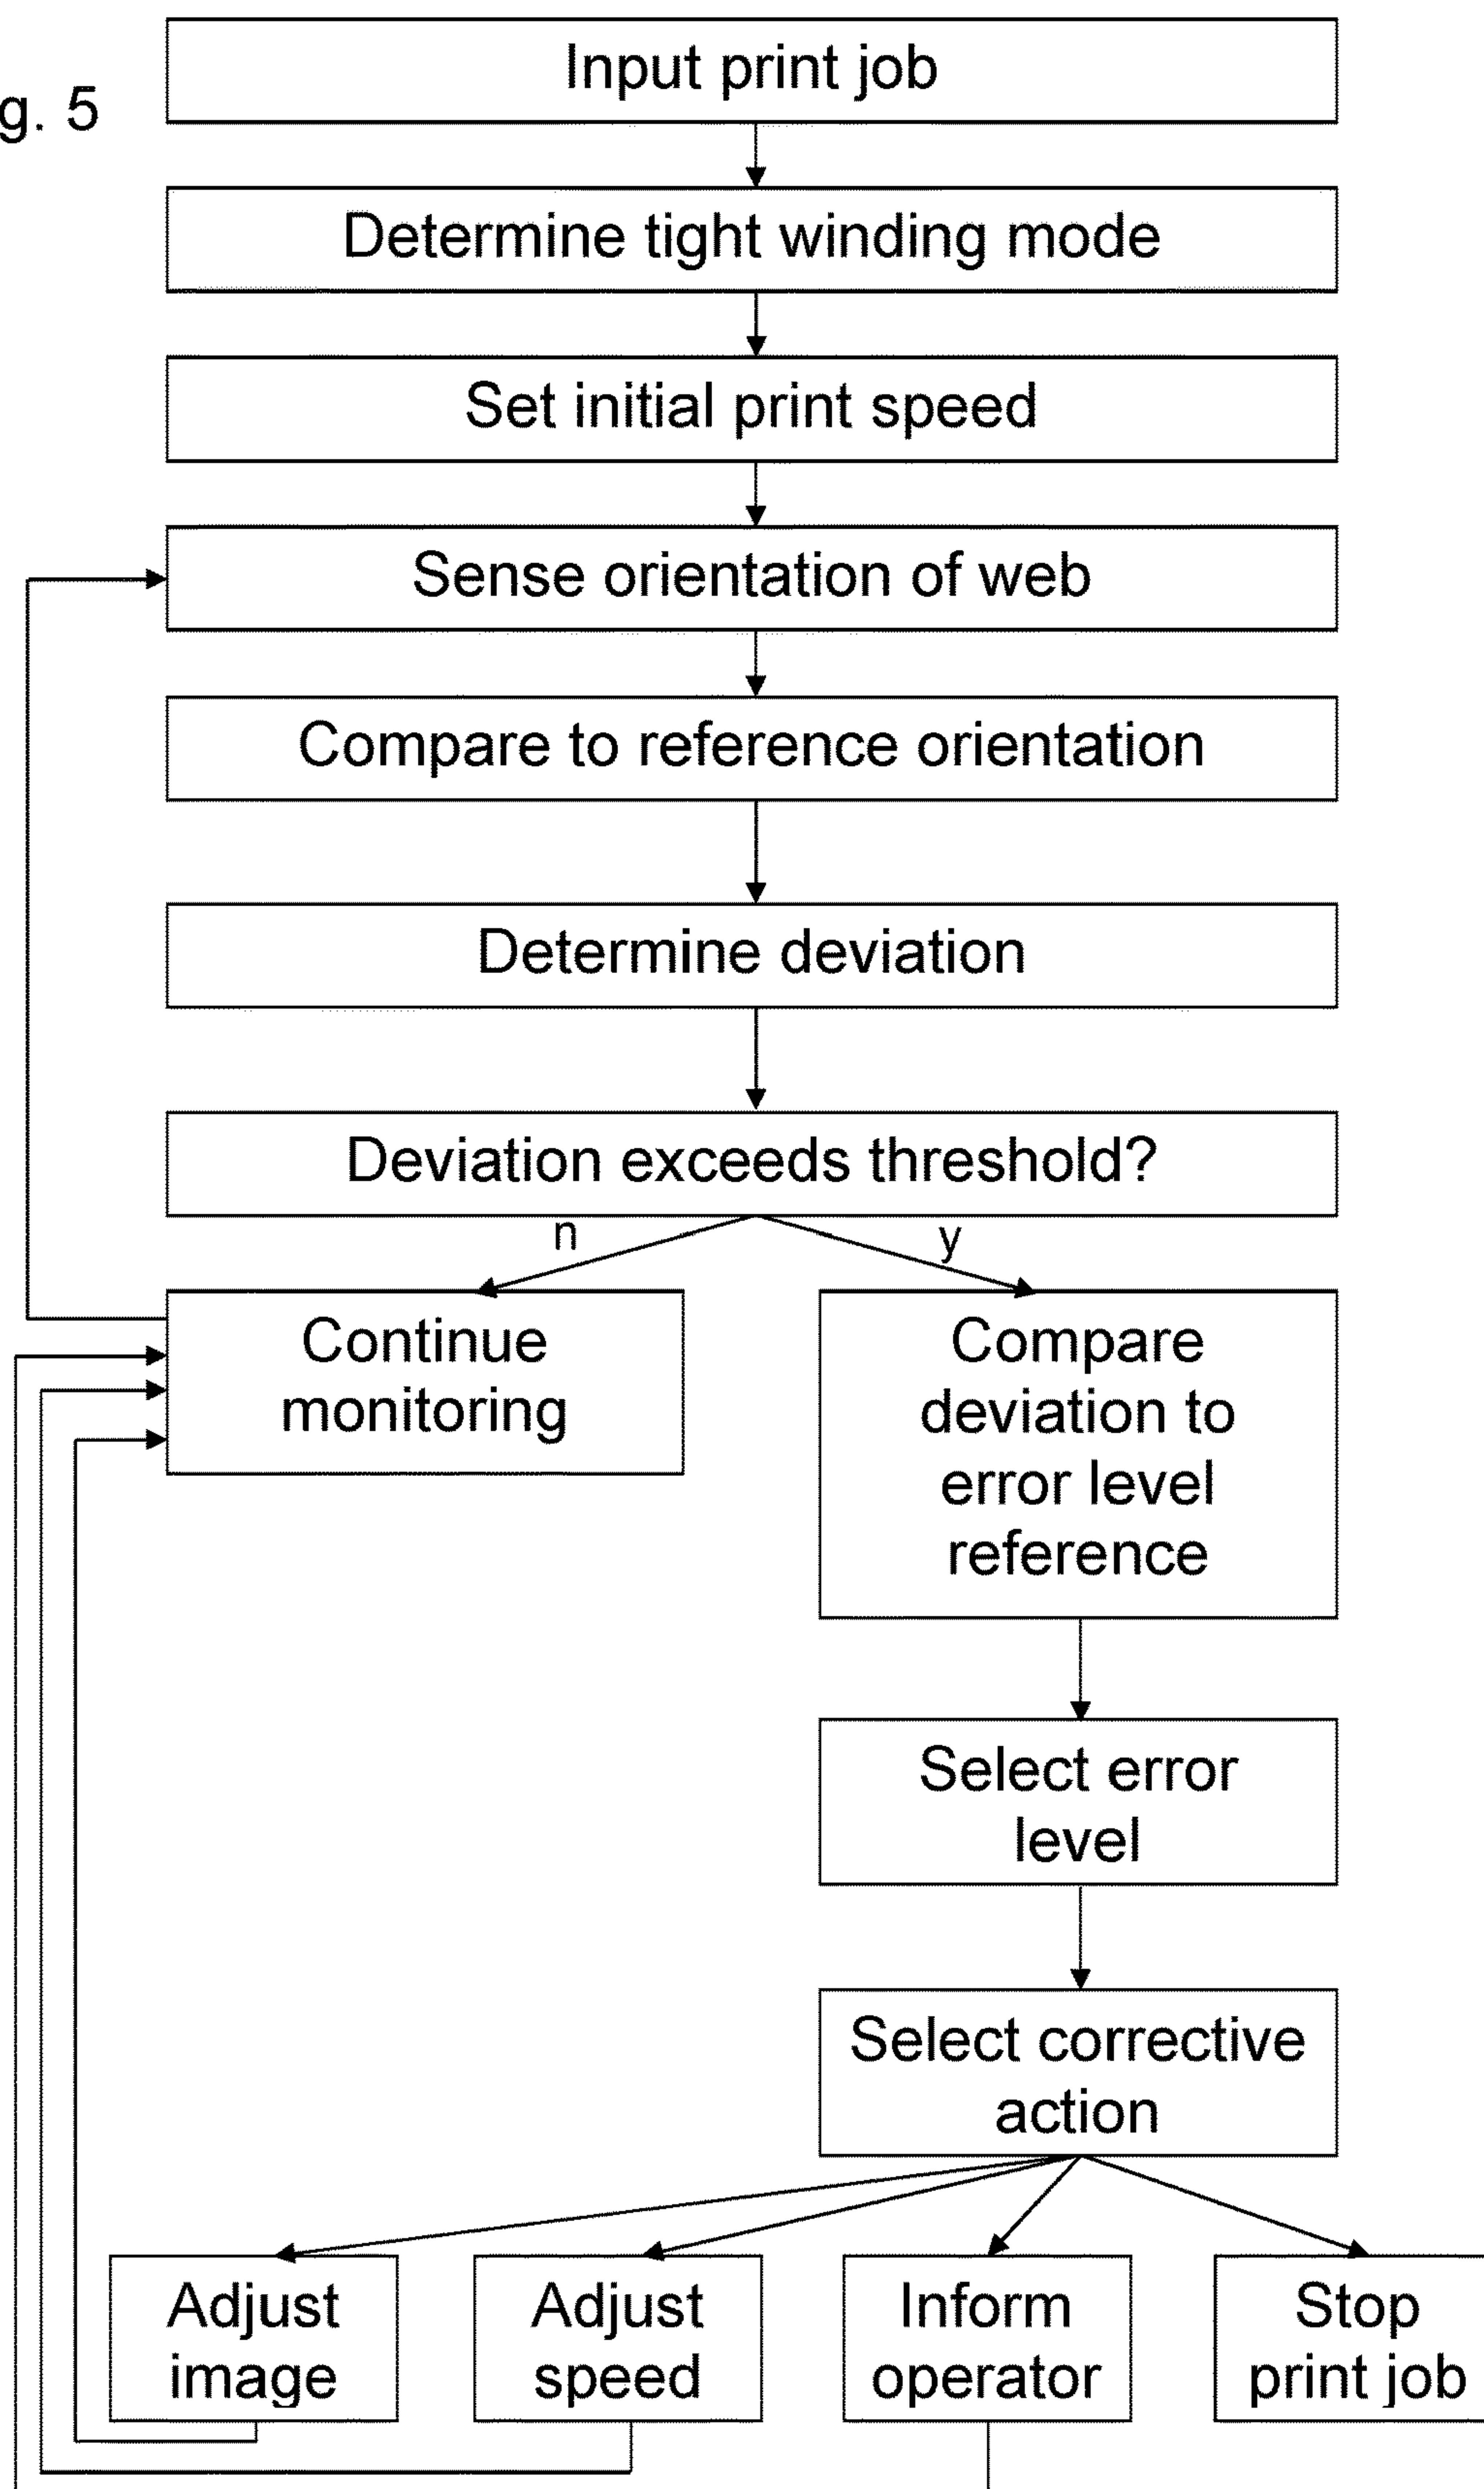 g. 5
Input print job
Determine tight winding mode
Set initial print speed
Sense orientation of web
Compare to reference orientation
Determine deviation
Deviation exceeds threshold?
n
y
Continue
monitoring
Compare
deviation to
error level
reference
Select error
level
Select corrective
action
Adjust
image
Adjust
speed
Inform
operator
Stop
print job